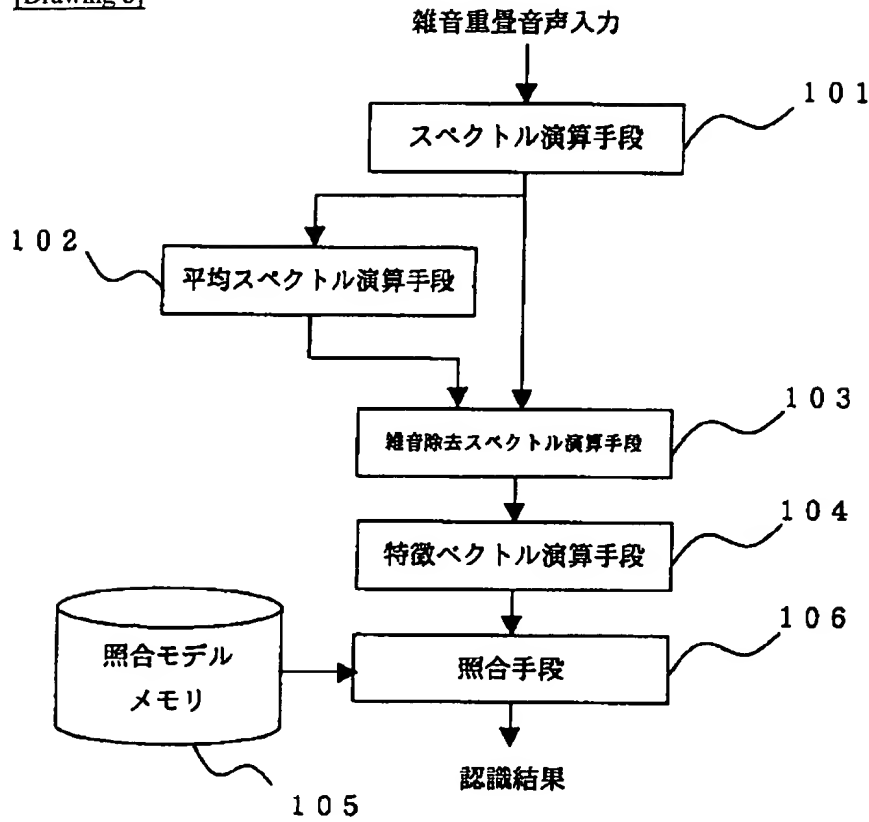 雑音重畳音声入力
101
スペクトル演算手段
102
平均スペクトル演算手段
103
雑音除去スペクトル演算手段
104
特徴ベクトル演算手段
106
照合モデル
メモリ
照合手段
認識結果
105